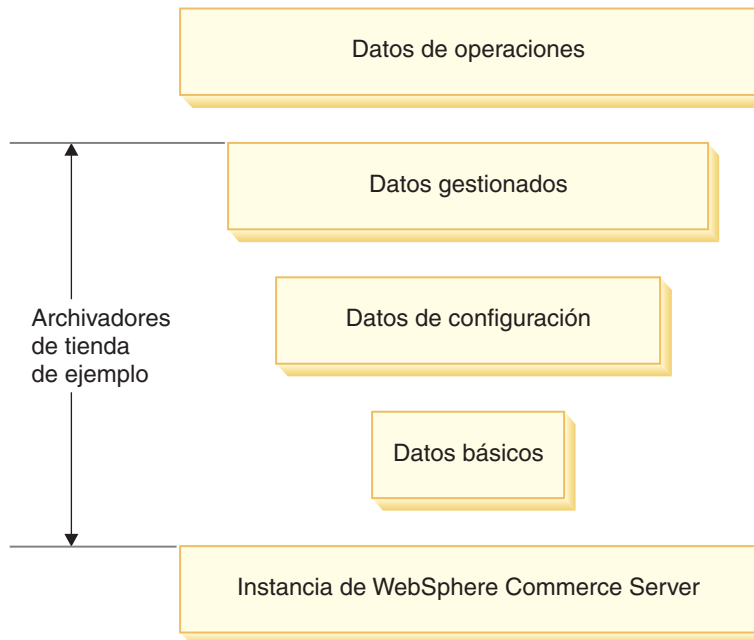 Datos de operaciones
Datos gestionados
Datos de configuración
Archivadores
de tienda
de ejemplo
Datos básicos
Instancia de WebSphere Commerce Server